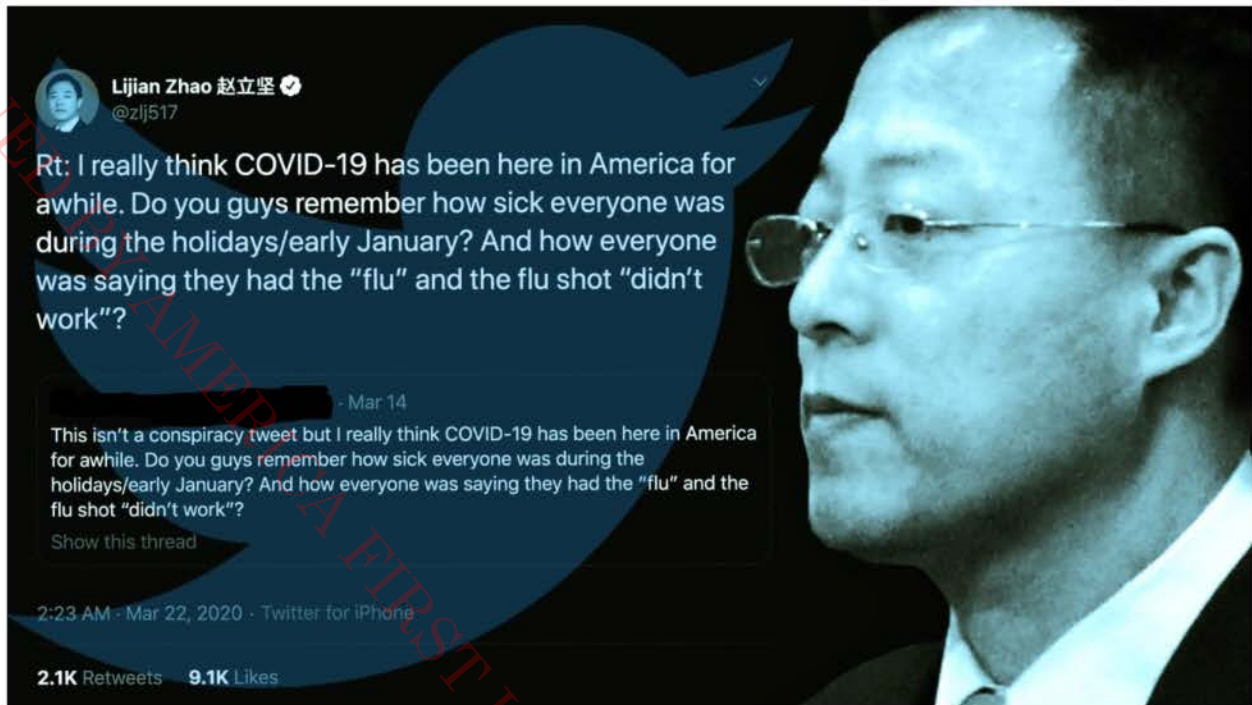 Lijian Zhao 赵立坚
@zlj517
Rt: I really think COVID-19 has been here in America for
awhile. Do you guys remember how sick everyone was
during the holidays/early January? And how everyone
was saying they had the “flu” and the flu shot “didn’t
work”?
· Mar 14
This isn’t a conspiracy tweet but I really think COVID-19 has been here in America
for awhile. Do you guys remember how sick everyone was during the
holidays/early January? And how everyone was saying they had the “flu” and the
flu shot “didn’t work”?
Show this thread
2:23 AM · Mar 22, 2020 · Twitter for iPhone
2.1K Retweets 9.1K Likes
BY AMERICA FIRST